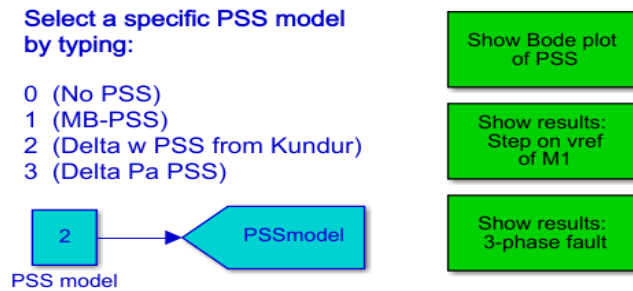 Select a specific PSS model
by typing:
0 (No PSS)
1 (MB-PSS)
2 (Delta w PSS from Kundur)
3 (Delta Pa PSS)
2
PSSmodel
PSS model
Show Bode plot
of PSS
Show results:
Step on vref
of M1
Show results:
3-phase fault